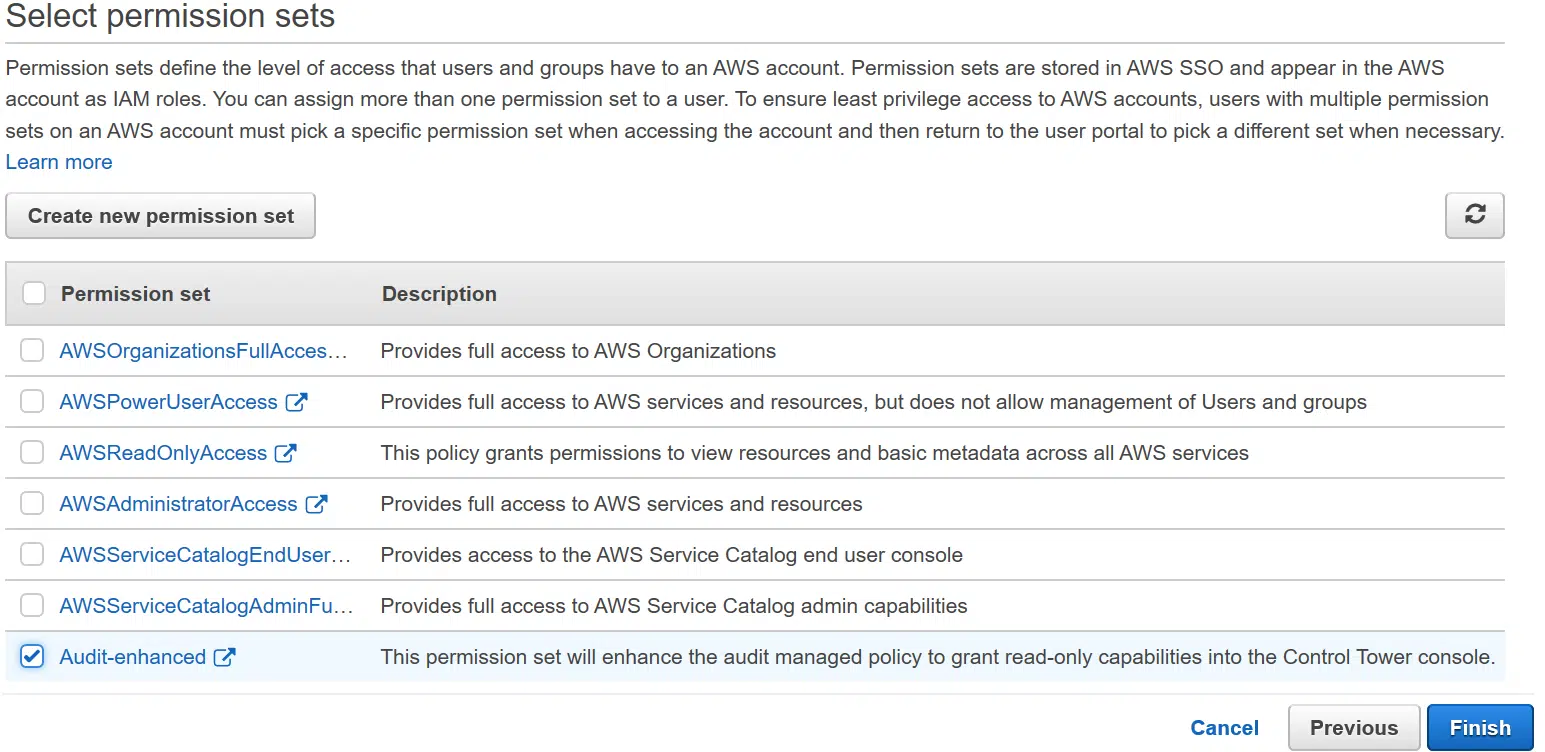 Select permission sets
Permission sets define the level of access that users and groups have to an AWS account. Permission sets are stored in AWS SSO and appear in the AWS
account as IAM roles. You can assign more than one permission set to a user. To ensure least privilege access to AWS accounts, users with multiple permission
sets on an AWS account must pick a specific permission set when accessing the account and then return to the user portal to pick a different set when necessary.
Learn more
Create new permission set
Permission set Description
AWSOrganizationsFullAcces... Provides full access to AWS Organizations
AWSPowerUserAccess Provides full access to AWS services and resources, but does not allow management of Users and groups
AWSReadOnlyAccess This policy grants permissions to view resources and basic metadata across all AWS services
AWSAdministratorAccess Provides full access to AWS services and resources
AWSServiceCatalogEndUser... Provides access to the AWS Service Catalog end user console
AWSServiceCatalogAdminFu... Provides full access to AWS Service Catalog admin capabilities
Audit-enhanced This permission set will enhance the audit managed policy to grant read-only capabilities into the Control Tower console.
Cancel Previous Finish